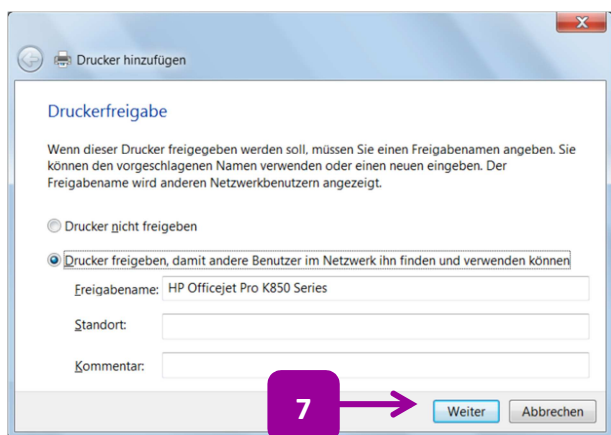 Drucker hinzufügen
Druckerfreigabe
Wenn dieser Drucker freigegeben werden soll, müssen Sie einen Freigabenamen angeben. Sie
können den vorgeschlagenen Namen verwenden oder einen neuen eingeben. Der
Freigabename wird anderen Netzwerkbenutzern angezeigt.
Drucker nicht freigeben
Drucker freigeben, damit andere Benutzer im Netzwerk ihn finden und verwenden können
Freigabename: HP Officejet Pro K850 Series
Standort:
Kommentar:
7
Weiter Abbrechen